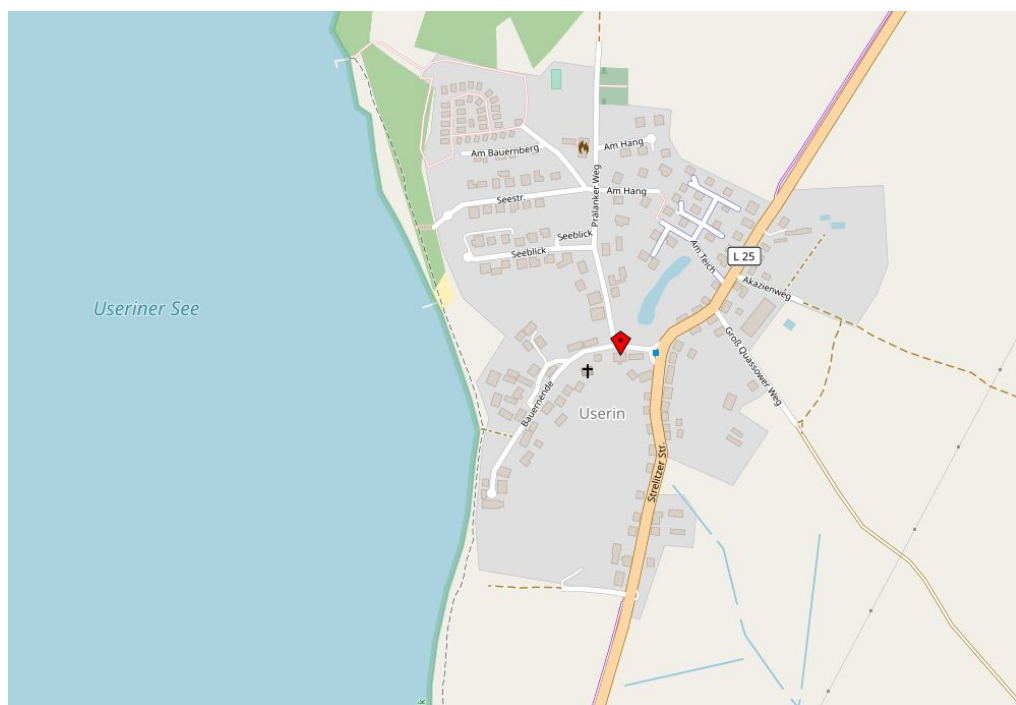 Am Hang
Am Bauernberg
Prälanker Weg
Am Hang
Seestr.
Seeblick
Seeblick
Am Teich
L 25
Akazienweg
Useriner See
Groß Quassower Weg
Bauernende
Userin
Strelitzer Str.